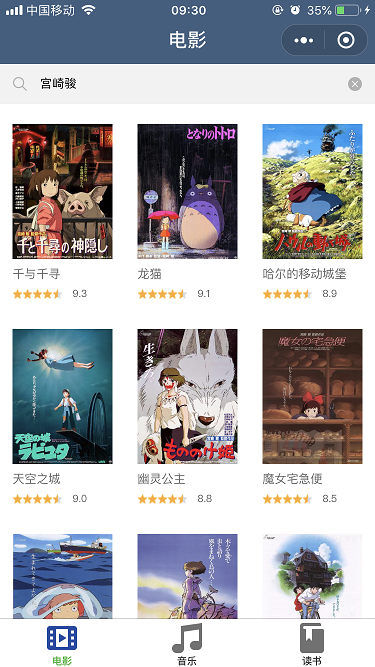 中国移动 09:30 35%
电影
宫崎骏
千と千尋の神隠し
となりのトトロ
ハウルの動く城
千与千寻
龙猫
哈尔的移动城堡
9.3
9.1
8.9
天空の城
ラピュタ
生きろ。
もののけ姫
魔女の宅急便
天空之城
幽灵公主
魔女宅急便
9.0
8.8
8.5
电影
音乐
读书